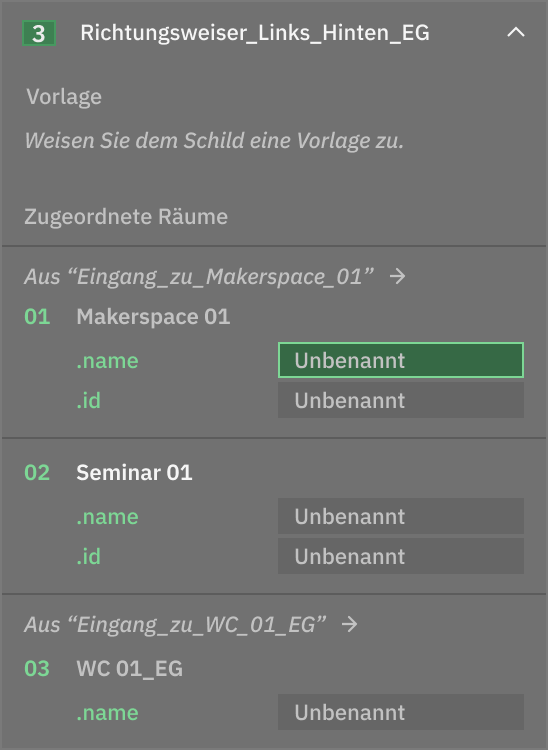 3 Richtungsweiser_Links_Hinten_EG
Vorlage
Weisen Sie dem Schild eine Vorlage zu.
Zugeordnete Räume
Aus “Eingang_zu_Makerspace_01” →
01 Makerspace 01
.name Unbenannt
.id Unbenannt
02 Seminar 01
.name Unbenannt
.id Unbenannt
Aus “Eingang_zu_WC_01_EG” →
03 WC 01_EG
.name Unbenannt